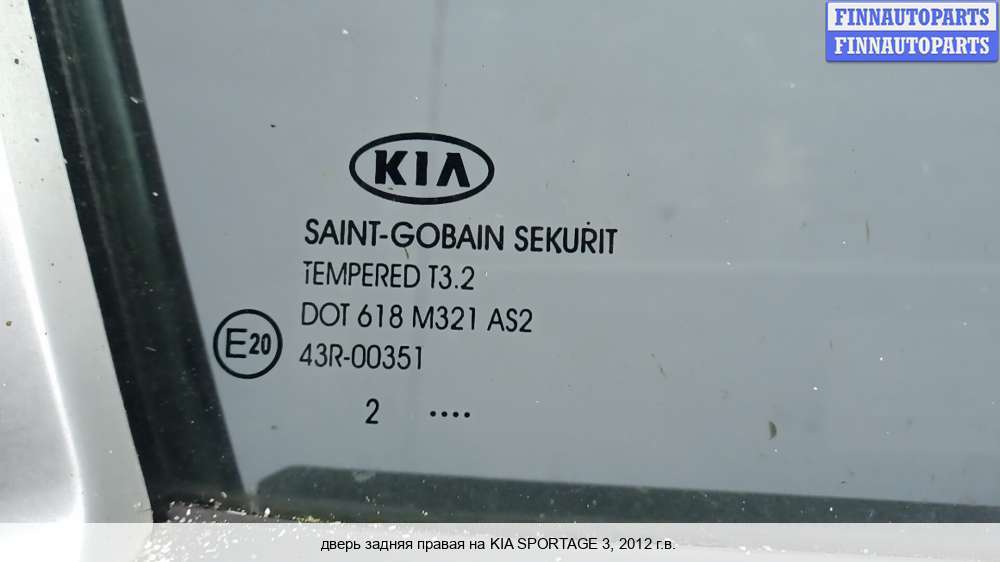 FINNAUTOPARTS
FINNAUTOPARTS
KIA
SAINT-GOBAIN SEKURIT
TEMPERED T3.2
DOT 618 M321 AS2
E20 43R-00351
2 ....
дверь задняя правая на KIA SPORTAGE 3, 2012 г.в.